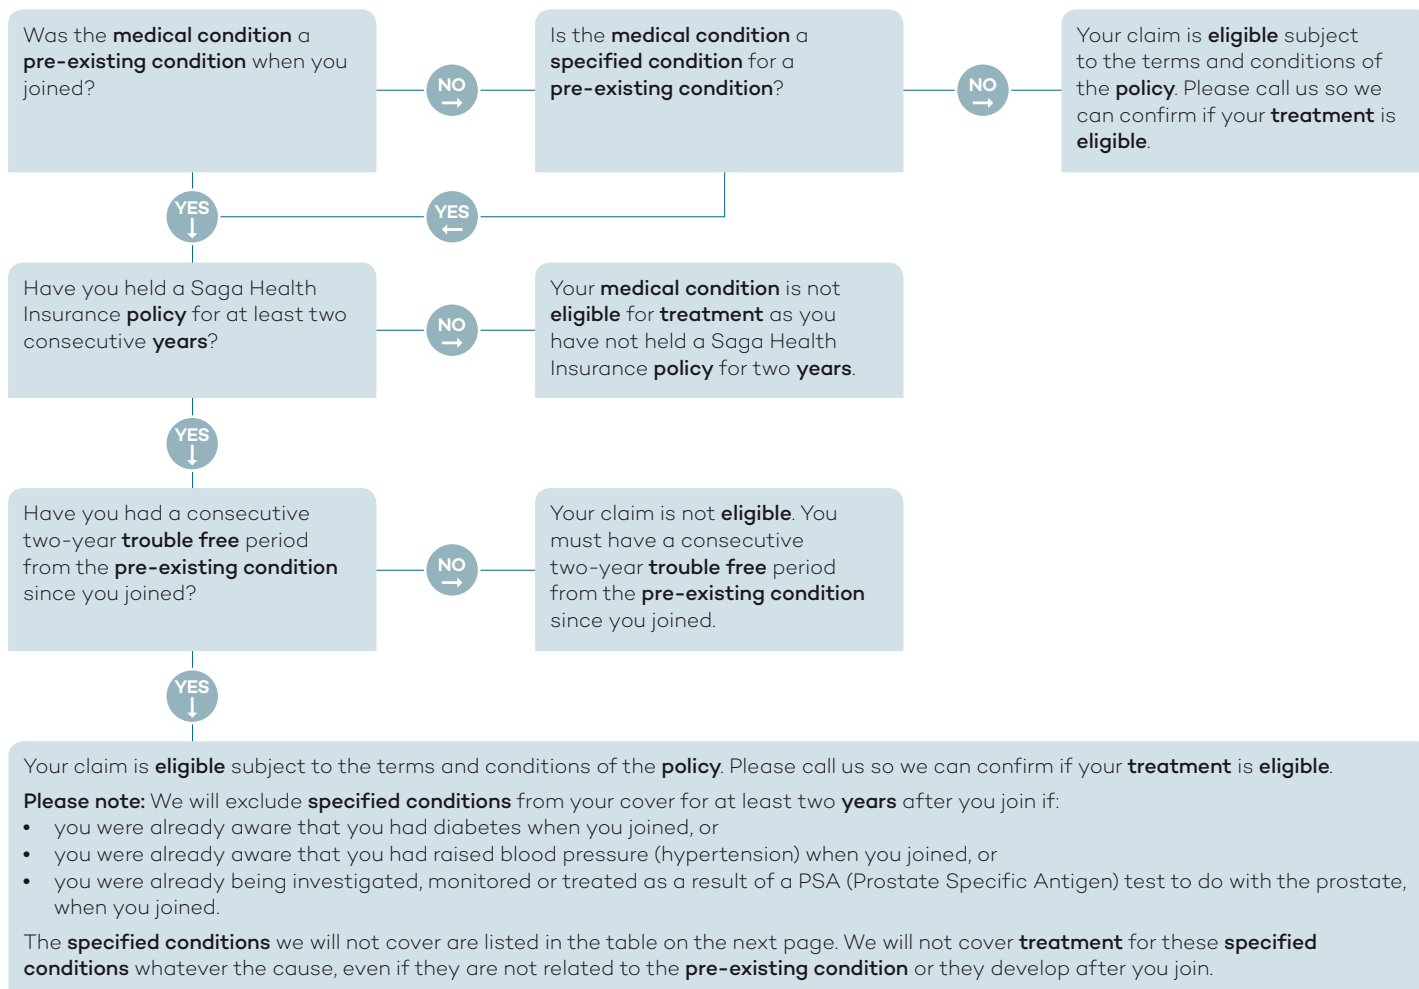 Was the medical condition a
pre-existing condition when you
joined?
NO
→
Is the medical condition a
specified condition for a
pre-existing condition?
NO
→
Your claim is eligible subject
to the terms and conditions of
the policy. Please call us so we
can confirm if your treatment is
eligible.
YES
↓
YES
←
Have you held a Saga Health
Insurance policy for at least two
consecutive years?
NO
→
Your medical condition is not
eligible for treatment as you
have not held a Saga Health
Insurance policy for two years.
YES
↓
Have you had a consecutive
two-year trouble free period
from the pre-existing condition
since you joined?
NO
→
Your claim is not eligible. You
must have a consecutive
two-year trouble free period
from the pre-existing condition
since you joined.
YES
↓
Your claim is eligible subject to the terms and conditions of the policy. Please call us so we can confirm if your treatment is eligible.
Please note: We will exclude specified conditions from your cover for at least two years after you join if:
• you were already aware that you had diabetes when you joined, or
• you were already aware that you had raised blood pressure (hypertension) when you joined, or
• you were already being investigated, monitored or treated as a result of a PSA (Prostate Specific Antigen) test to do with the prostate,
when you joined.
The specified conditions we will not cover are listed in the table on the next page. We will not cover treatment for these specified
conditions whatever the cause, even if they are not related to the pre-existing condition or they develop after you join.